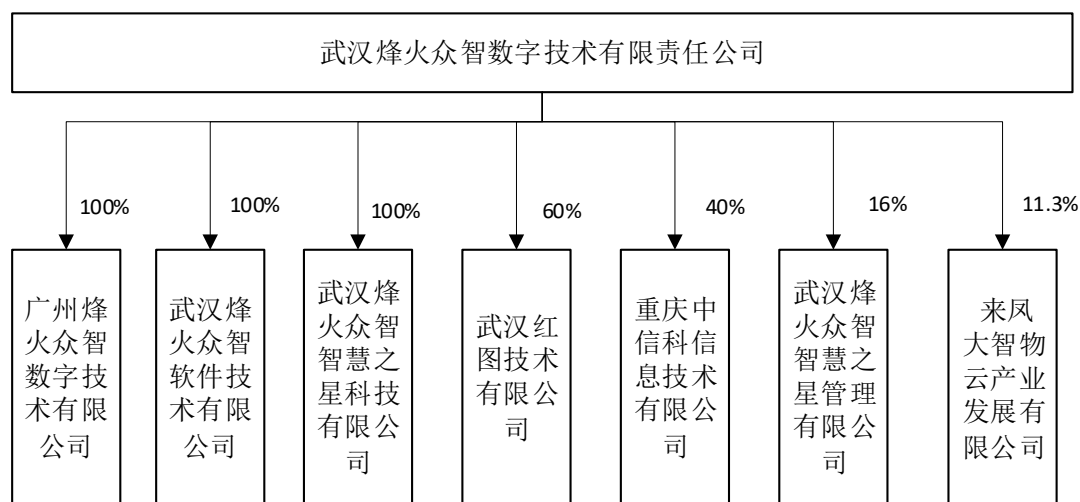 武汉烽火众智数字技术有限责任公司
100%
100%
100%
60%
40%
16%
11.3%
广州烽
火众智
数字技
术有限
公司
武汉烽
火众智
软件技
术有限
公司
武汉烽
火众智
智慧之
星科技
有限公
司
武汉红
图技术
有限公
司
重庆中
信科信
息技术
有限公
司
武汉烽
火众智
智慧之
星管理
有限公
司
来凤
大智物
云产业
发展有
限公司